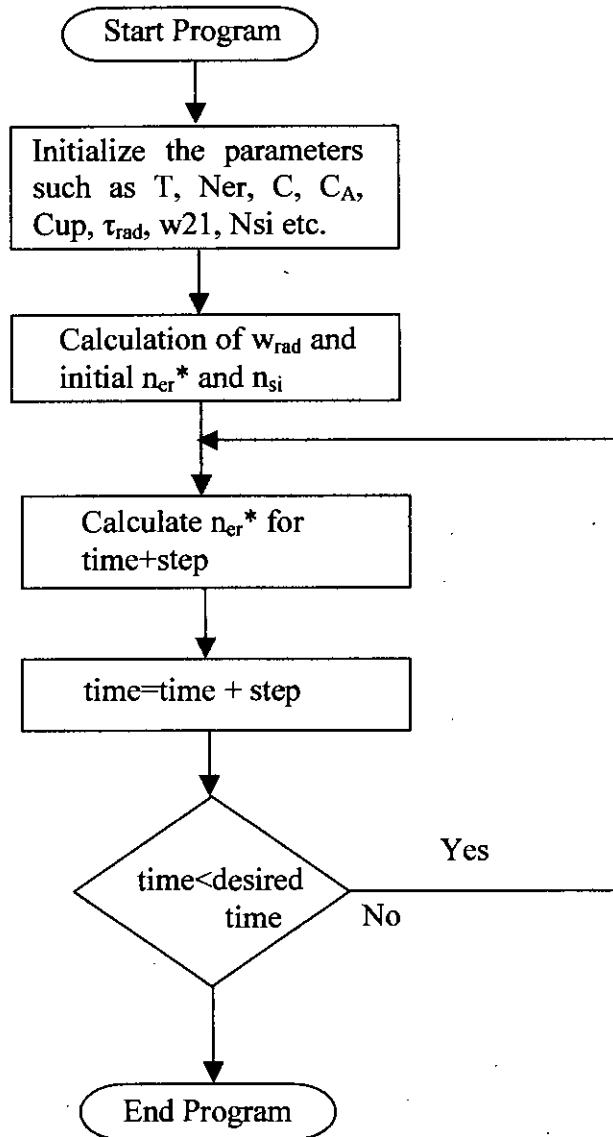 Start Program
Initialize the parameters
such as T, Ner, C, C_A,
Cup, τ_rad, w21, Nsi etc.
Calculation of w_rad and
initial n_er* and n_si
Calculate n_er* for
time+step
time=time + step
time<desired
time
Yes
No
End Program